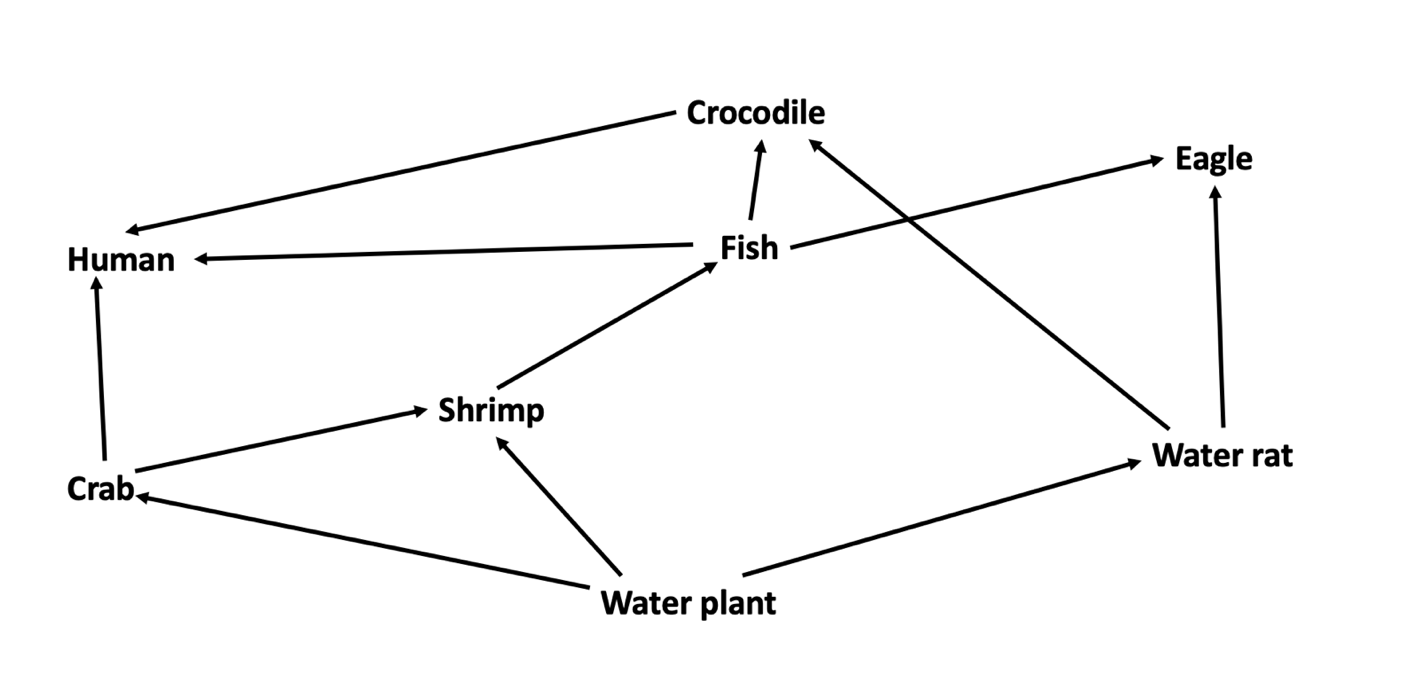 Crocodile
Eagle
Human
Fish
Shrimp
Water rat
Crab
Water plant